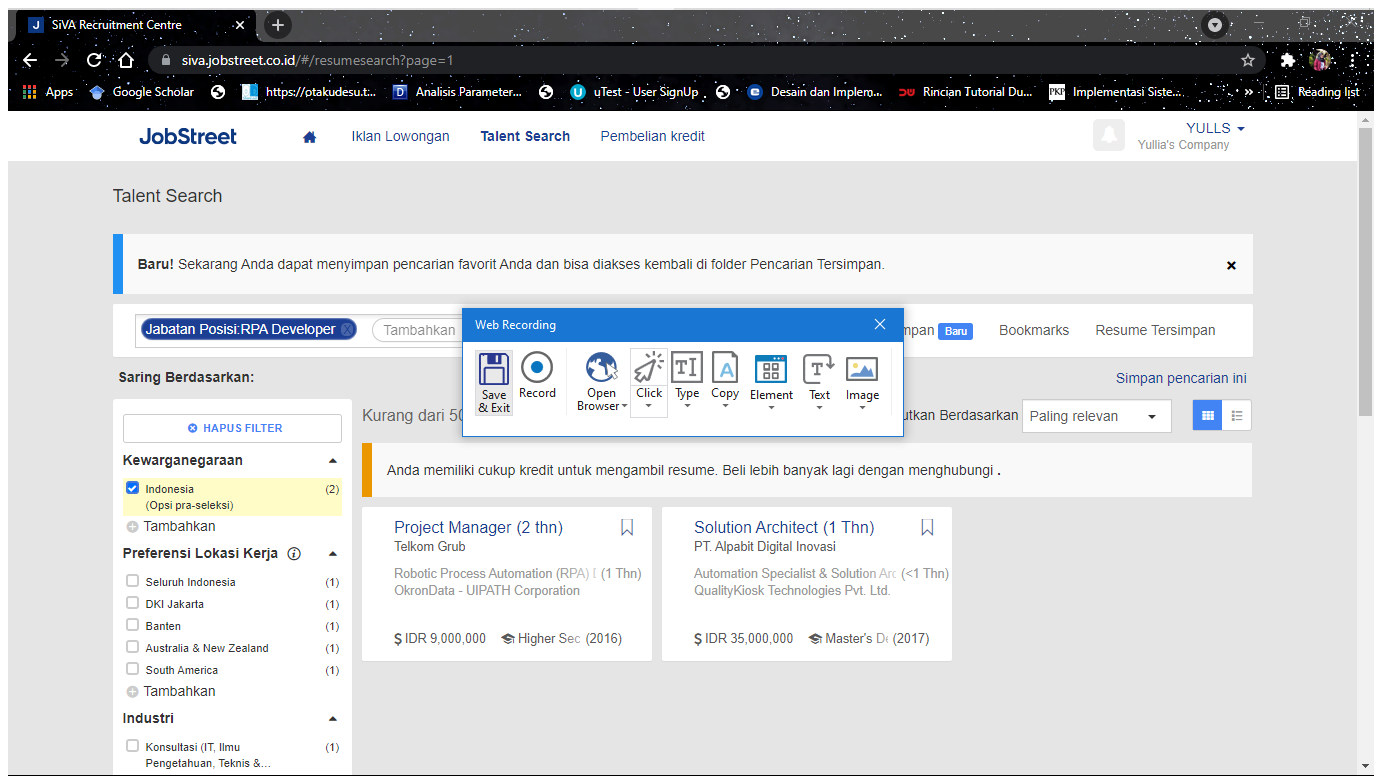 SiVA Recruitment Centre
siva.jobstreet.co.id/#/resumesearch?page=1
Apps Google Scholar https://otakudesu.t... Analisis Parameter... uTest - User SignUp Desain dan Implem... Rincian Tutorial Du... Implementasi Siste... » Reading list
JobStreet Iklan Lowongan Talent Search Pembelian kredit YULLS
Yullia's Company
Talent Search
Baru! Sekarang Anda dapat menyimpan pencarian favorit Anda dan bisa diakses kembali di folder Pencarian Tersimpan.
Jabatan Posisi:RPA Developer Tambahkan mpan Baru Bookmarks Resume Tersimpan
Web Recording
Save & Exit
Record
Open Browser
Click
Type
Copy
Element
Text
Image
Saring Berdasarkan:
Simpan pencarian ini
Kurang dari 50
utkan Berdasarkan Paling relevan
HAPUS FILTER
Kewarganegaraan
Indonesia (2)
(Opsi pra-seleksi)
Tambahkan
Preferensi Lokasi Kerja
Seluruh Indonesia (1)
DKI Jakarta (1)
Banten (1)
Australia & New Zealand (1)
South America (1)
Tambahkan
Industri
Konsultasi (IT, Ilmu (1)
Pengetahuan, Teknis &...
Anda memiliki cukup kredit untuk mengambil resume. Beli lebih banyak lagi dengan menghubungi .
Project Manager (2 thn)
Telkom Grub
Robotic Process Automation (RPA) (1 Thn)
OkronData - UIPATH Corporation
$ IDR 9,000,000 Higher Sec (2016)
Solution Architect (1 Thn)
PT. Alpabit Digital Inovasi
Automation Specialist & Solution Arc (<1 Thn)
QualityKiosk Technologies Pvt. Ltd.
$ IDR 35,000,000 Master's De (2017)